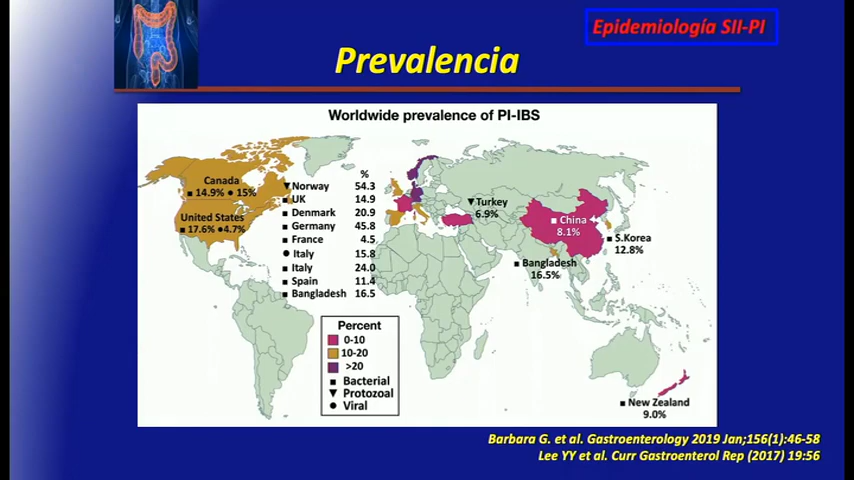 Epidemiología SII-PI
Prevalencia
Worldwide prevalence of PI-IBS
Canada
■ 14.9% ● 15%
United States
■ 17.6% ●4.7%
%
▼ Norway 54.3
■ UK 14.9
■ Denmark 20.9
■ Germany 45.8
■ France 4.5
● Italy 15.8
■ Italy 24.0
■ Spain 11.4
■ Bangladesh 16.5
▼ Turkey
6.9%
■ China
8.1%
■ S.Korea
12.8%
■ Bangladesh
16.5%
■ New Zealand
9.0%
Percent
0-10
10-20
>20
■ Bacterial
▼ Protozoal
● Viral
Barbara G. et al. Gastroenterology 2019 Jan;156(1):46-58
Lee YY et al. Curr Gastroenterol Rep (2017) 19:56